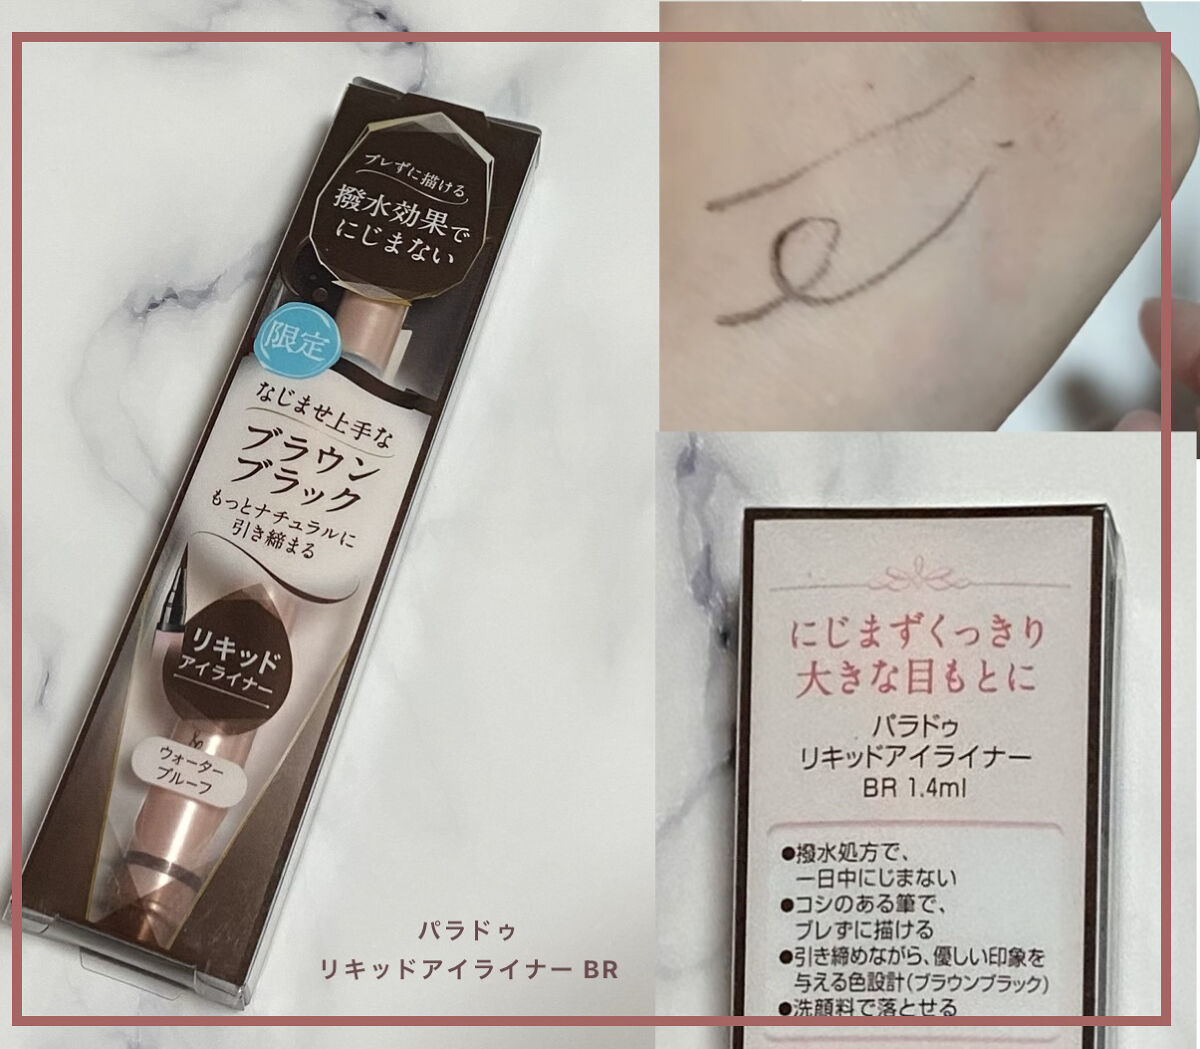 ブレずに描ける
撥水効果で
にじまない
限定
なじませ上手な
ブラウン
ブラック
もっとナチュラルに
引き締まる
リキッド
アイライナー
ウォーター
プルーフ
パラドゥ
リキッドアイライナー BR
にじまずくっきり
大きな目もとに
パラドゥ
リキッドアイライナー
BR 1.4ml
●撥水処方で、
一日中にじまない
●コシのある筆で、
ブレずに描ける
●引き締めながら、優しい印象を
与える色設計(ブラウンブラック)
●洗顔料で落とせる